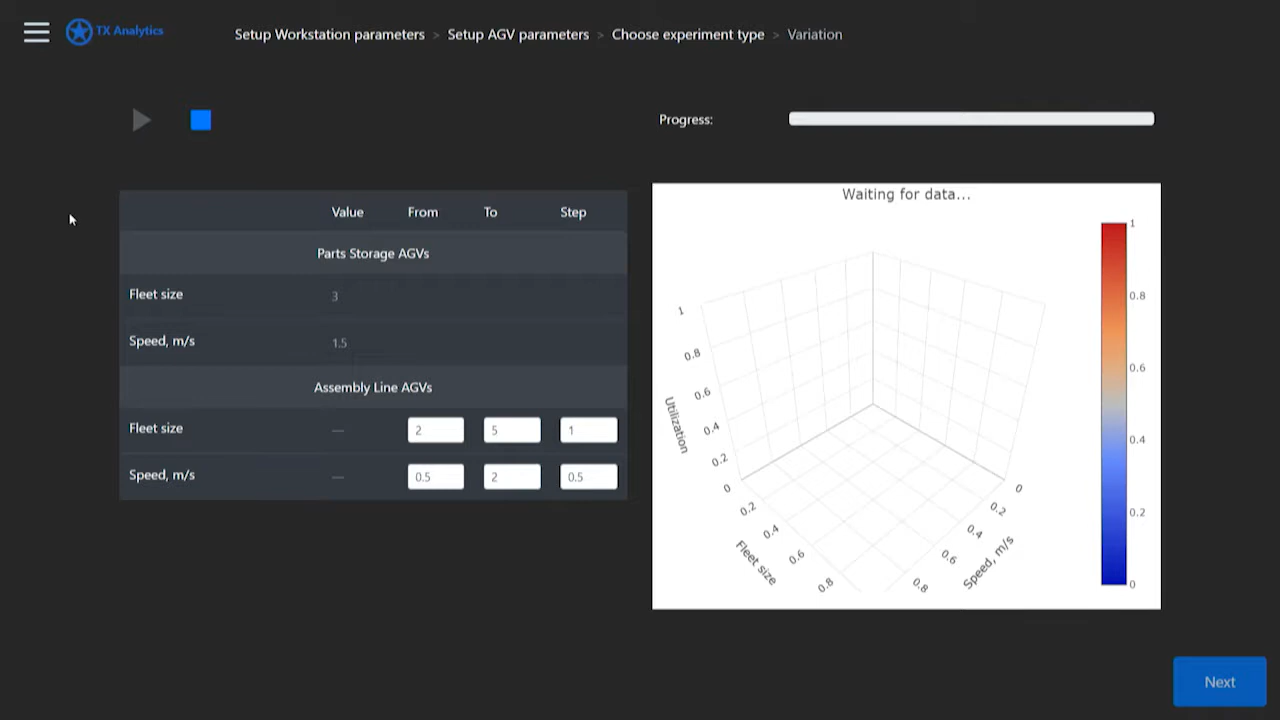 TX Analytics
Setup Workstation parameters > Setup AGV parameters > Choose experiment type > Variation
Progress:
Value From To Step
Parts Storage AGVs
Fleet size 3
Speed, m/s 1.5
Assembly Line AGVs
Fleet size — 2 5 1
Speed, m/s — 0.5 2 0.5
Waiting for data...
1
0.8
0.6
0.4
0.2
0
Utilization
0.2
0.4
0.6
0.8
Fleet size
0
0.2
0.4
0.6
0.8
Speed, m/s
1
0.8
0.6
0.4
0.2
0
Next